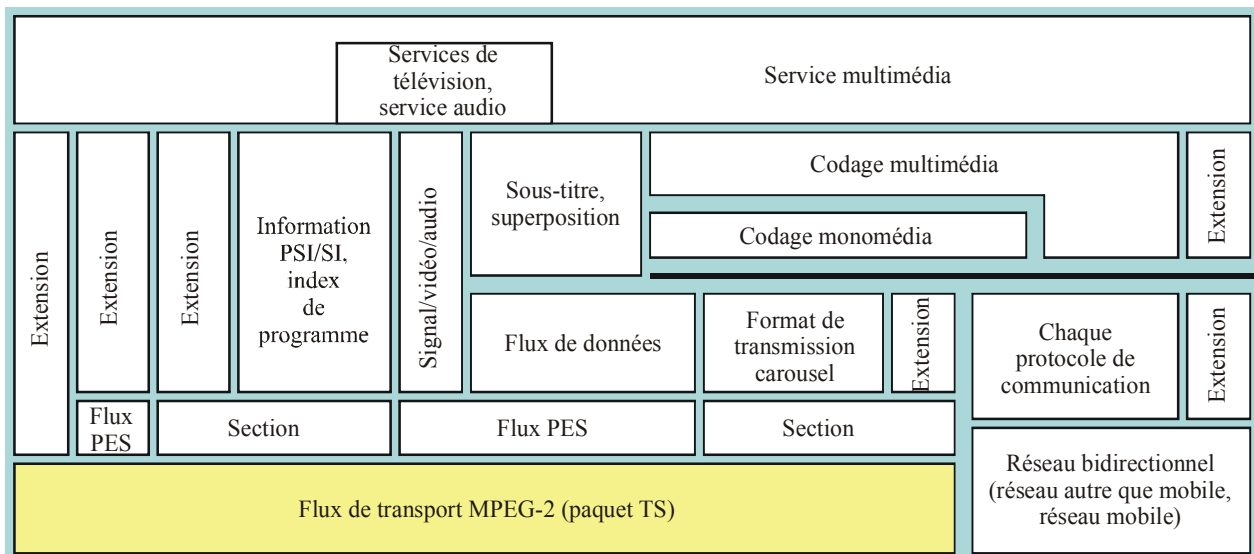 Services de
télévision,
service audio
Service multimédia
Extension
Extension
Extension
Information
PSI/SI,
index
de
programme
Signal/vidéo/audio
Sous-titre,
superposition
Codage multimédia
Codage monomédia
Extension
Flux de données
Format de
transmission
carousel
Extension
Chaque
protocole de
communication
Extension
Flux
PES
Section
Flux PES
Section
Flux de transport MPEG-2 (paquet TS)
Réseau bidirectionnel
(réseau autre que mobile,
réseau mobile)